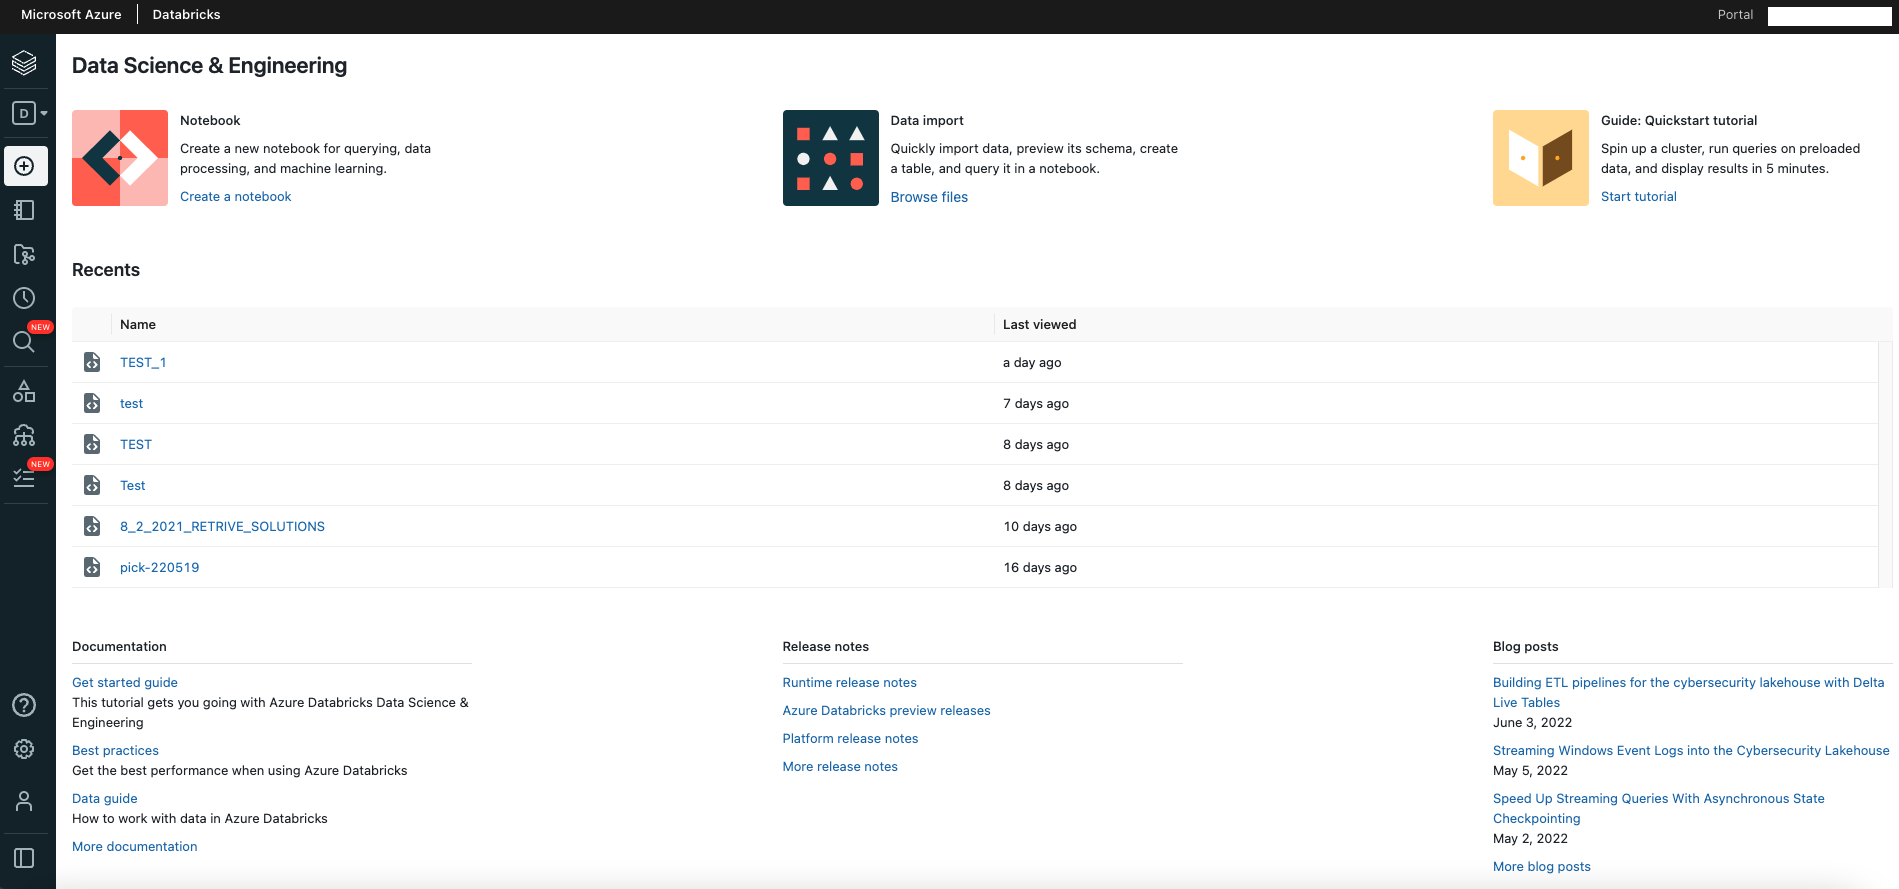 Microsoft Azure
Databricks
Portal
Data Science & Engineering
D
Notebook
Create a new notebook for querying, data
processing, and machine learning.
Create a notebook
Data import
Quickly import data, preview its schema, create
a table, and query it in a notebook.
Browse files
Guide: Quickstart tutorial
Spin up a cluster, run queries on preloaded
data, and display results in 5 minutes.
Start tutorial
Recents
NEW
Name
Last viewed
TEST_1
a day ago
test
7 days ago
TEST
8 days ago
NEW
Test
8 days ago
8_2_2021_RETRIVE_SOLUTIONS
10 days ago
pick-220519
16 days ago
Documentation
Get started guide
This tutorial gets you going with Azure Databricks Data Science &
Engineering
Best practices
Get the best performance when using Azure Databricks
Data guide
How to work with data in Azure Databricks
More documentation
Release notes
Runtime release notes
Azure Databricks preview releases
Platform release notes
More release notes
Blog posts
Building ETL pipelines for the cybersecurity lakehouse with Delta
Live Tables
June 3, 2022
Streaming Windows Event Logs into the Cybersecurity Lakehouse
May 5, 2022
Speed Up Streaming Queries With Asynchronous State
Checkpointing
May 2, 2022
More blog posts